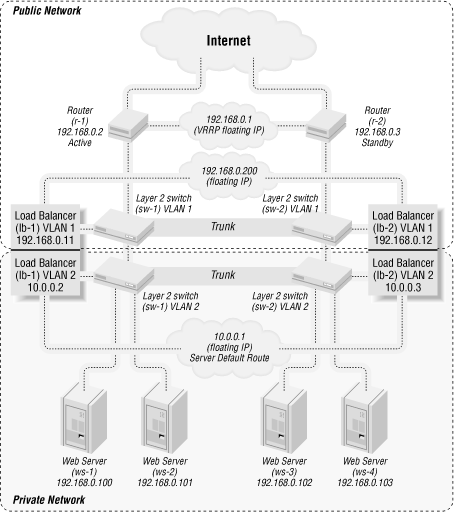 Public Network
Internet
Router
(r-1)
192.168.0.2
Active
192.168.0.1
(VRRP floating IP)
Router
(r-2)
192.168.0.3
Standby
192.168.0.200
(floating IP)
Layer 2 switch
(sw-1) VLAN 1
Layer 2 switch
(sw-2) VLAN 1
Load Balancer
(lb-1) VLAN 1
192.168.0.11
Trunk
Load Balancer
(lb-2) VLAN 1
192.168.0.12
Load Balancer
(lb-1) VLAN 2
10.0.0.2
Trunk
Load Balancer
(lb-2) VLAN 2
10.0.0.3
Layer 2 switch
(sw-1) VLAN 2
Layer 2 switch
(sw-2) VLAN 2
10.0.0.1
(floating IP)
Server Default Route
Web Server
(ws-1)
192.168.0.100
Web Server
(ws-2)
192.168.0.101
Web Server
(ws-3)
192.168.0.102
Web Server
(ws-4)
192.168.0.103
Private Network